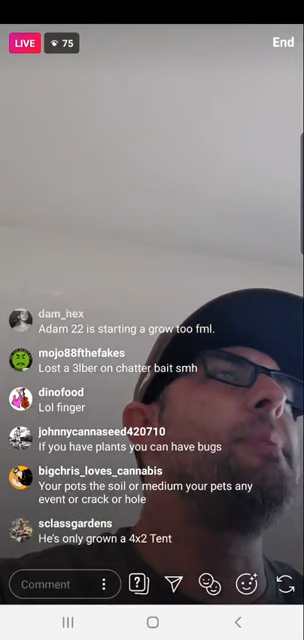 LIVE
75
End
dam_hex
Adam 22 is starting a grow too fml.
mojo88fthefakes
Lost a 3lber on chatter bait smh
dinofood
Lol finger
johnnycannaseed420710
If you have plants you can have bugs
bigchris_loves_cannabis
Your pots the soil or medium your pets any
event or crack or hole
sclassgardens
He's only grown a 4x2 Tent
Comment